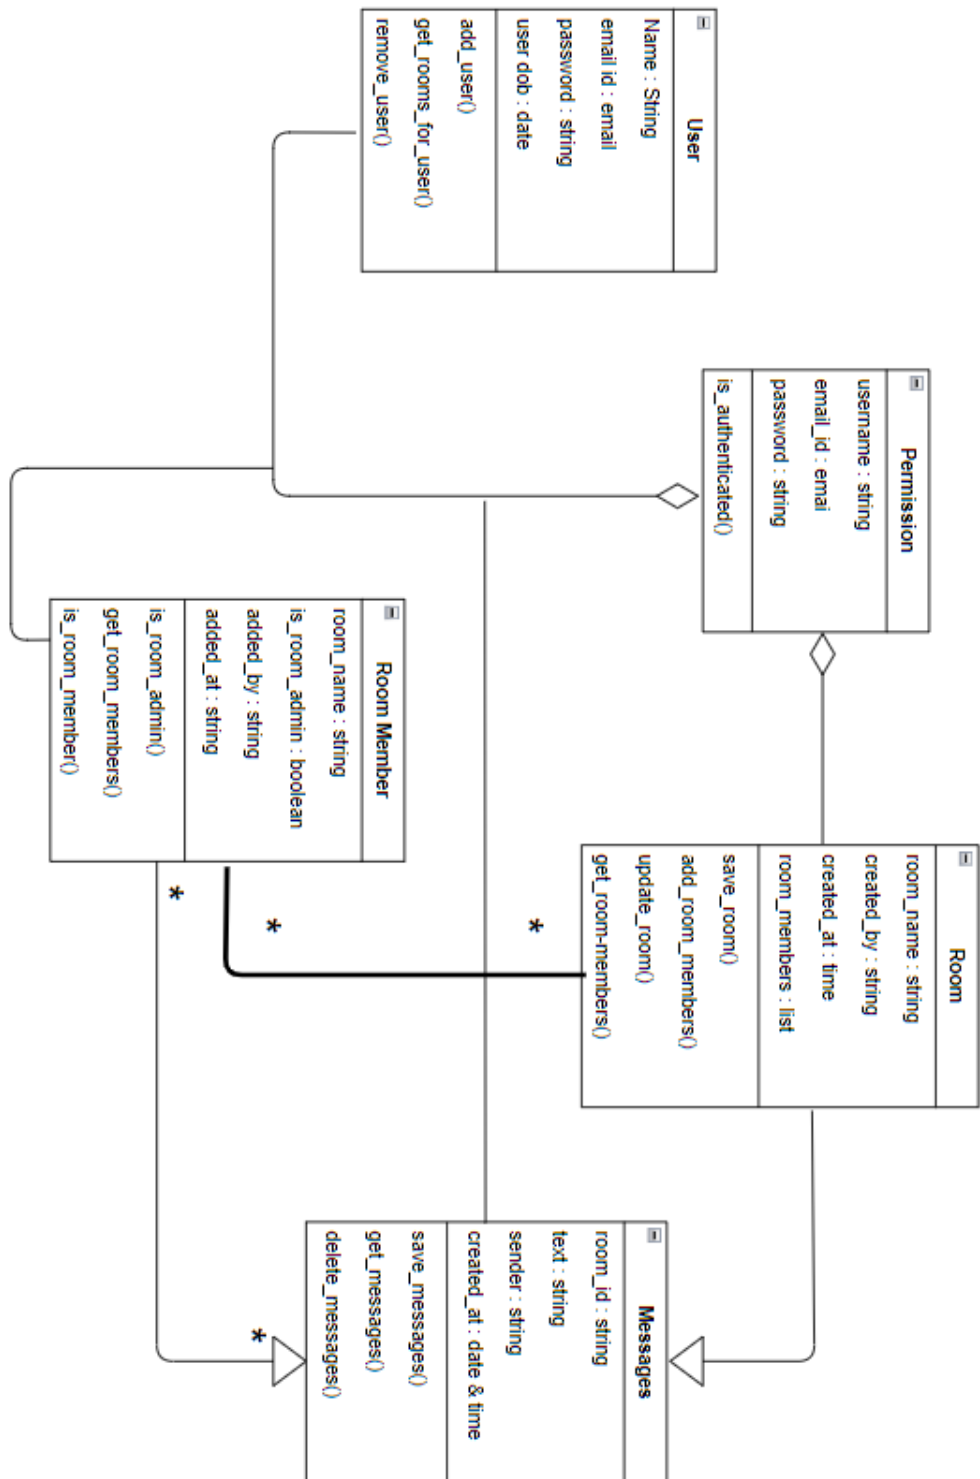 User
Name : String
email id : email
password : string
user dob : date
add_user()
get_rooms_for_user()
remove_user()
Permission
username : string
email_id : emai
password : string
is_authenticated()
Room Member
room_name : string
is_room_admin : boolean
added_by : string
added_at : string
is_room_admin()
get_room_members()
is_room_member()
Room
room_name : string
created_by : string
created_at : time
room_members : list
save_room()
add_room_members()
update_room()
get_room-members()
*
*
*
Messages
room_id : string
text : string
sender : string
created_at : date & time
save_messages()
get_messages()
delete_messages()
*